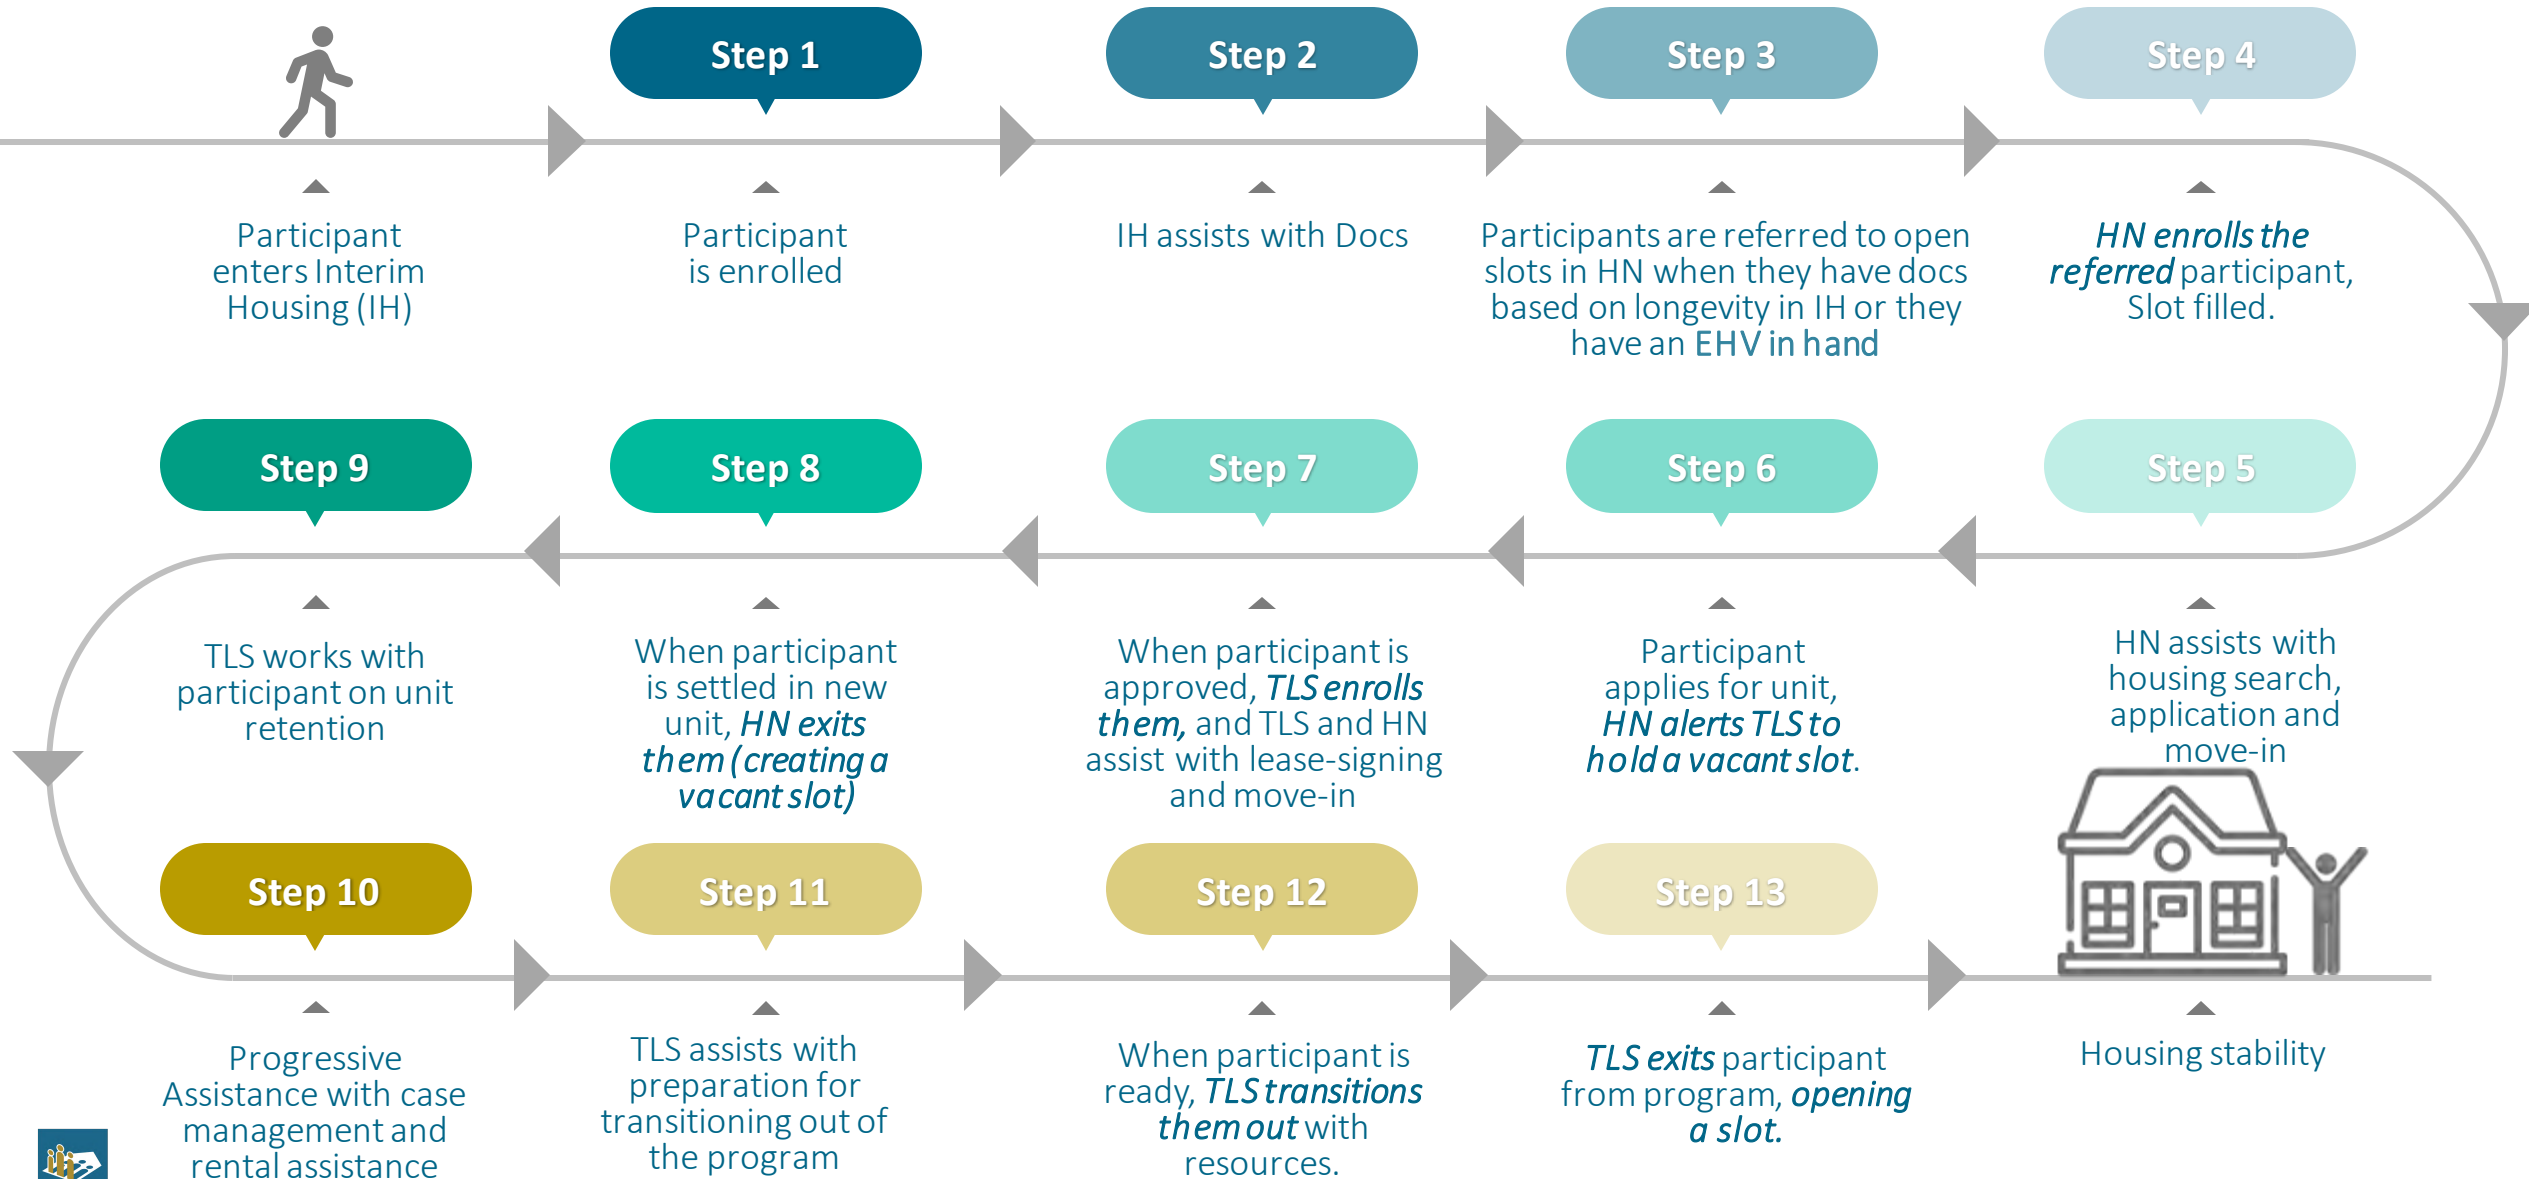 Step 1
Step 2
Step 3
Step 4
Participant
enters Interim
Housing (IH)
Participant
is enrolled
IH assists with Docs
Participants are referred to open
slots in HN when they have docs
based on longevity in IH or they
have an EHV in hand
HN enrolls the
referred participant,
Slot filled.
Step 5
HN assists with
housing search,
application and
move-in
Step 6
Participant
applies for unit,
HN alerts TLS to
hold a vacant slot.
Step 7
When participant is
approved, TLS enrolls
them, and TLS and HN
assist with lease-signing
and move-in
Step 8
When participant
is settled in new
unit, HN exits
them (creating a
vacant slot)
Step 9
TLS works with
participant on unit
retention
Step 10
Progressive
Assistance with case
management and
rental assistance
Step 11
TLS assists with
preparation for
transitioning out of
the program
Step 12
When participant is
ready, TLS transitions
them out with
resources.
Step 13
TLS exits participant
from program, opening
a slot.
Housing stability